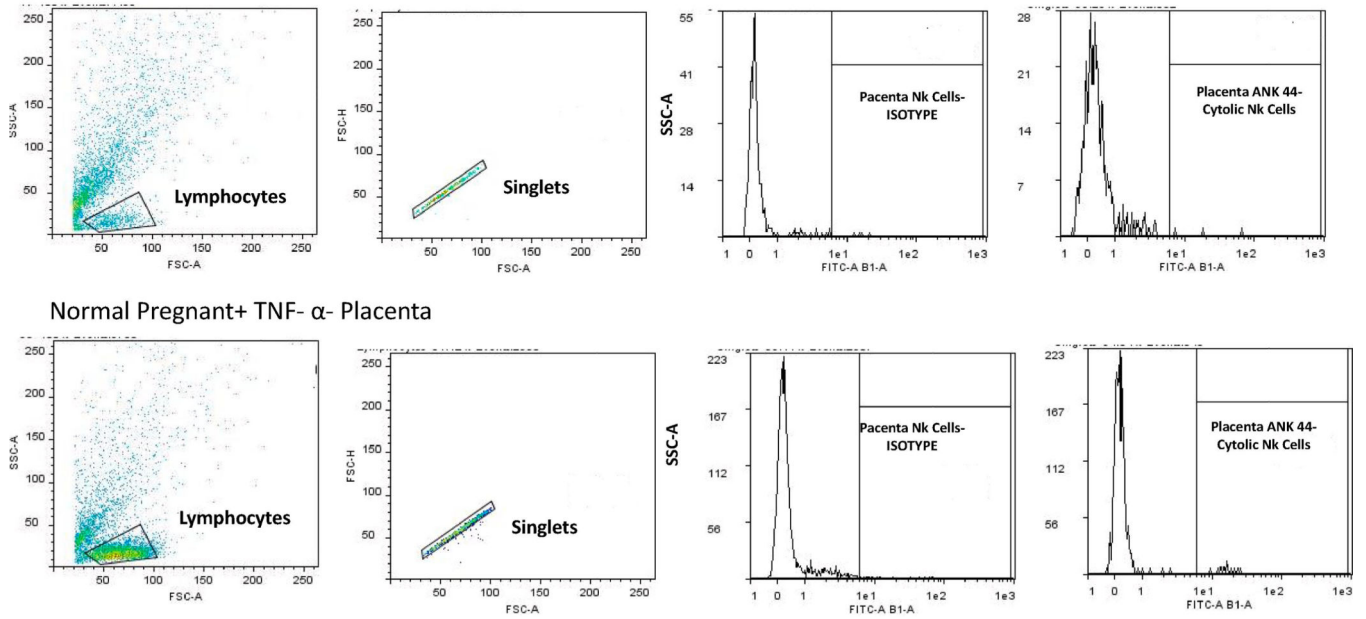 250
200
150
100
50
SSC-A
Lymphocytes
50 100 150 200 250
FSC-A
250
200
150
100
50
FSC-H
Singlets
50 100 150 200 250
FSC-A
55
41
28
14
SSC-A
Pacenta Nk Cells-
ISOTYPE
1 0 1 1e1 1e2 1e3
FITC-A B1-A
28
21
14
7
Placenta ANK 44-
Cytolic Nk Cells
1 0 1 1e1 1e2 1e3
FITC-A B1-A
Normal Pregnant+ TNF- α- Placenta
250
200
150
100
50
SSC-A
Lymphocytes
50 100 150 200 250
FSC-A
250
200
150
100
50
FSC-H
Singlets
50 100 150 200 250
FSC-A
223
167
112
56
SSC-A
Pacenta Nk Cells-
ISOTYPE
1 0 1 1e1 1e2 1e3
FITC-A B1-A
223
167
112
56
Placenta ANK 44-
Cytolic Nk Cells
1 0 1 1e1 1e2 1e3
FITC-A B1-A